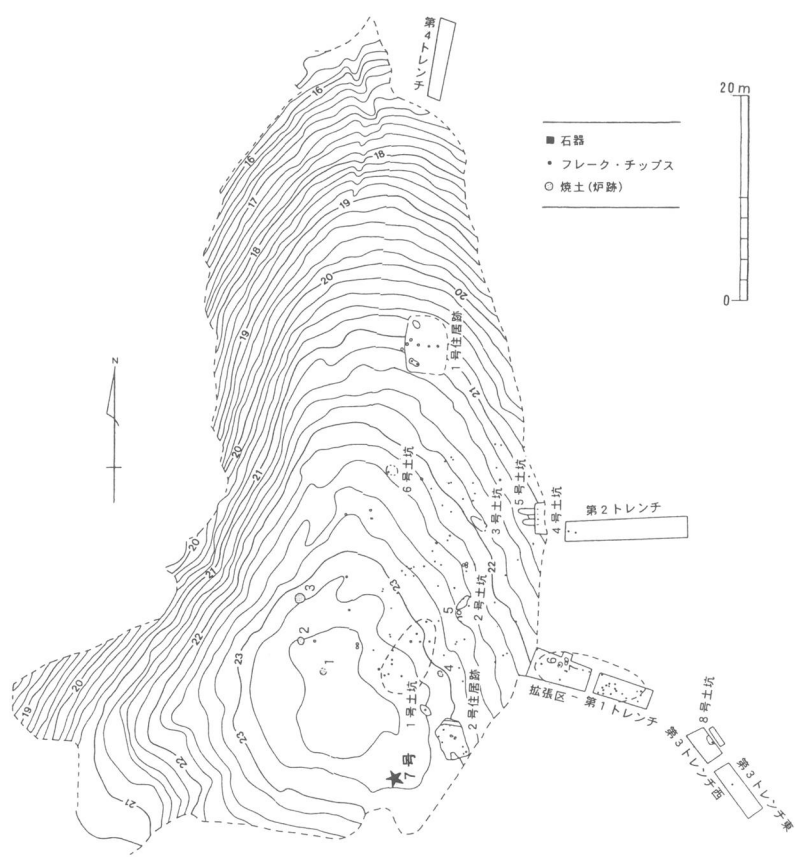 第4トレンチ
20m
0
■ 石器
• フレーク・チップス
○ 焼土(炉跡)
N
16
16
17
18
18
19
19
20
20
1号住居跡
21
20
21
6号土坑
3号土坑
5号土坑
4号土坑
第2トレンチ
20
21
22
22
23
3
2
1
23
5
2号土坑
4
6
7
拡張区 第1トレンチ
1号土坑
2号住居跡
8号土坑
第3トレンチ西
第3トレンチ東
20
19
23
22
21
★7号